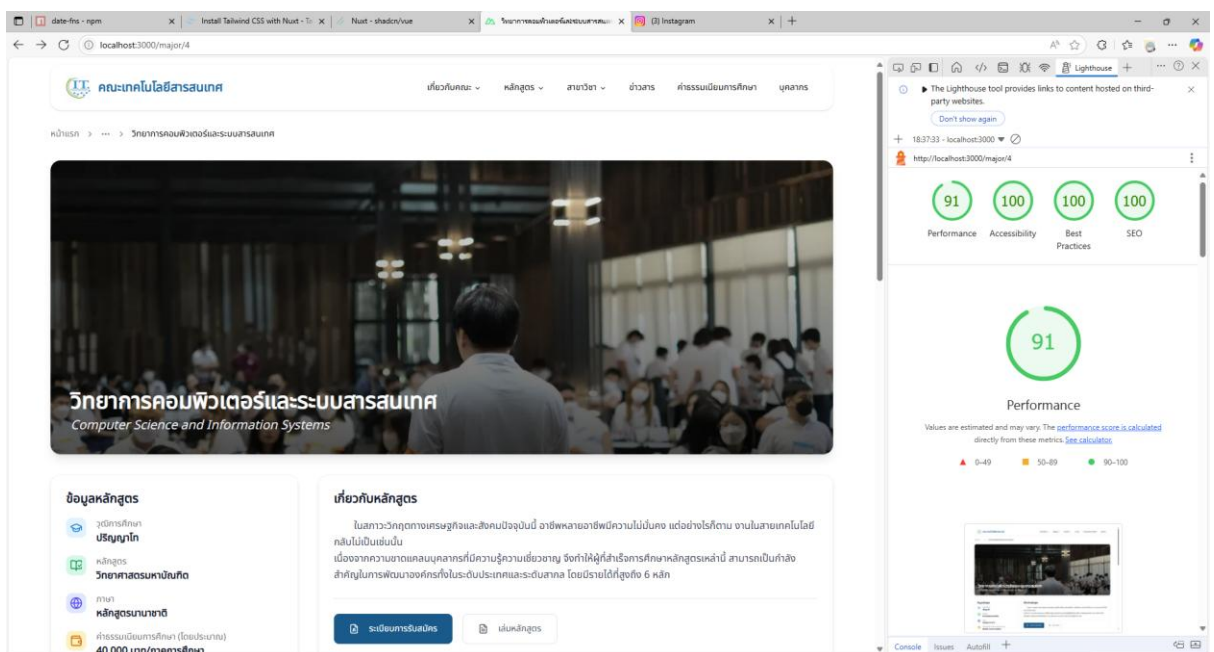 date-fns - npm
Install Tailwind CSS with Nuxt - Ta
Nuxt - shadcn/vue
วิทยาการคอมพิวเตอร์และระบบสารสน
(3) Instagram
localhost:3000/major/4
Lighthouse
The Lighthouse tool provides links to content hosted on third-
party websites.
Don't show again
18:37:33 - localhost:3000
http://localhost:3000/major/4
IT
คณะเทคโนโลยีสารสนเทศ
เกี่ยวกับคณะ
หลักสูตร
สาขาวิชา
ข่าวสาร
ค่าธรรมเนียมการศึกษา
บุคลากร
หน้าแรก > ... > วิทยาการคอมพิวเตอร์และระบบสารสนเทศ
วิทยาการคอมพิวเตอร์และระบบสารสนเทศ
Computer Science and Information Systems
ข้อมูลหลักสูตร
วุฒิการศึกษา
ปริญญาโท
หลักสูตร
วิทยาศาสตรมหาบัณฑิต
ภาษา
หลักสูตรนานาชาติ
ค่าธรรมเนียมการศึกษา (โดยประมาณ)
40,000 บาท/ภาคการศึกษา
เกี่ยวกับหลักสูตร
ในสภาวะวิกฤตทางเศรษฐกิจและสังคมปัจจุบันนี้ อาชีพหลายอาชีพมีความไม่มั่นคง แต่อย่างไรก็ตาม งานในสายเทคโนโลยี
กลับไม่เป็นเช่นนั้น
เนื่องจากความขาดแคลนบุคลากรที่มีความรู้ความเชี่ยวชาญ จึงทำให้ผู้ที่สำเร็จการศึกษาหลักสูตรเหล่านี้ สามารถเป็นกำลัง
สำคัญในการพัฒนาองค์กรทั้งในระดับประเทศและระดับสากล โดยมีรายได้ที่สูงถึง 6 หลัก
ระเบียบการรับสมัคร
เล่มหลักสูตร
91
100
100
100
Performance
Accessibility
Best
Practices
SEO
91
Performance
Values are estimated and may vary. The performance score is calculated
directly from these metrics. See calculator.
0–49
50–89
90–100
Console
Issues
Autofill